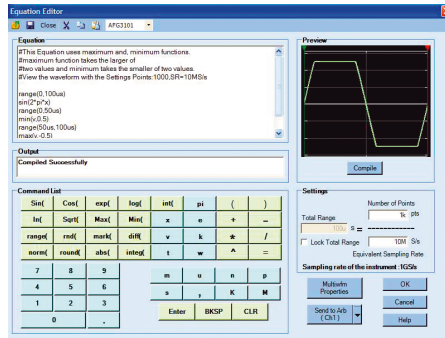 Equation Editor
Close
AFG3101
Equation
#This Equation uses maximum and, minimum functions.
#maximum function takes the larger of
#two values and minimum takes the smaller of two values.
#View the waveform with the Settings Points:1000,SR=10MS/s
range(0,100us)
sin(2*pi*x)
range(0,50us)
min(v,0.5)
range(50us,100us)
max(v,-0.5)
Output
Compiled Successfully
Preview
Compile
Command List
Sin( Cos( exp( log( int( pi ( )
ln( Sqrt( Max( Min( x e + –
range( rnd( mark( diff( v k * /
norm( round( abs( integ( t w ^ =
7 8 9
4 5 6
1 2 3
0 .
m u n p
s , K M
Enter BKSP CLR
Settings
Number of Points
Total Range
1k pts
100u s =
Lock Total Range
10M S/s
Equivalent Sampling Rate
Sampling rate of the instrument :1GS/s
Multiwfm Properties
OK
Send to Arb (Ch1)
Cancel
Help